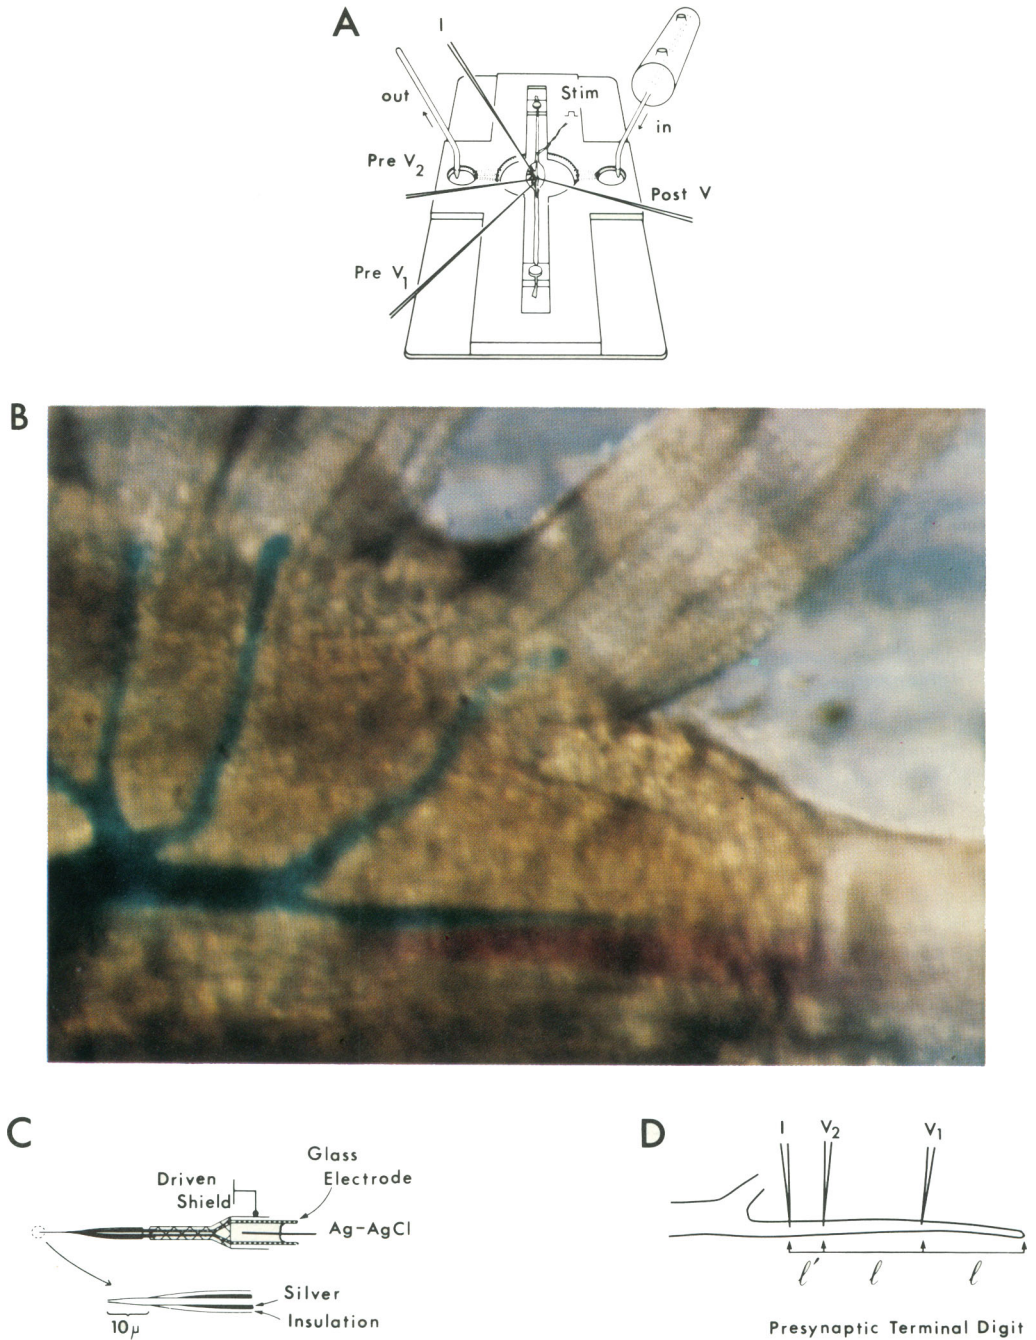 A
I
out
Stim
in
Pre V2
Post V
Pre V1
B
C
Glass
Electrode
Driven
Shield
Ag-AgCl
Silver
Insulation
10μ
D
I
V2
V1
ℓ'
ℓ
ℓ
Presynaptic Terminal Digit